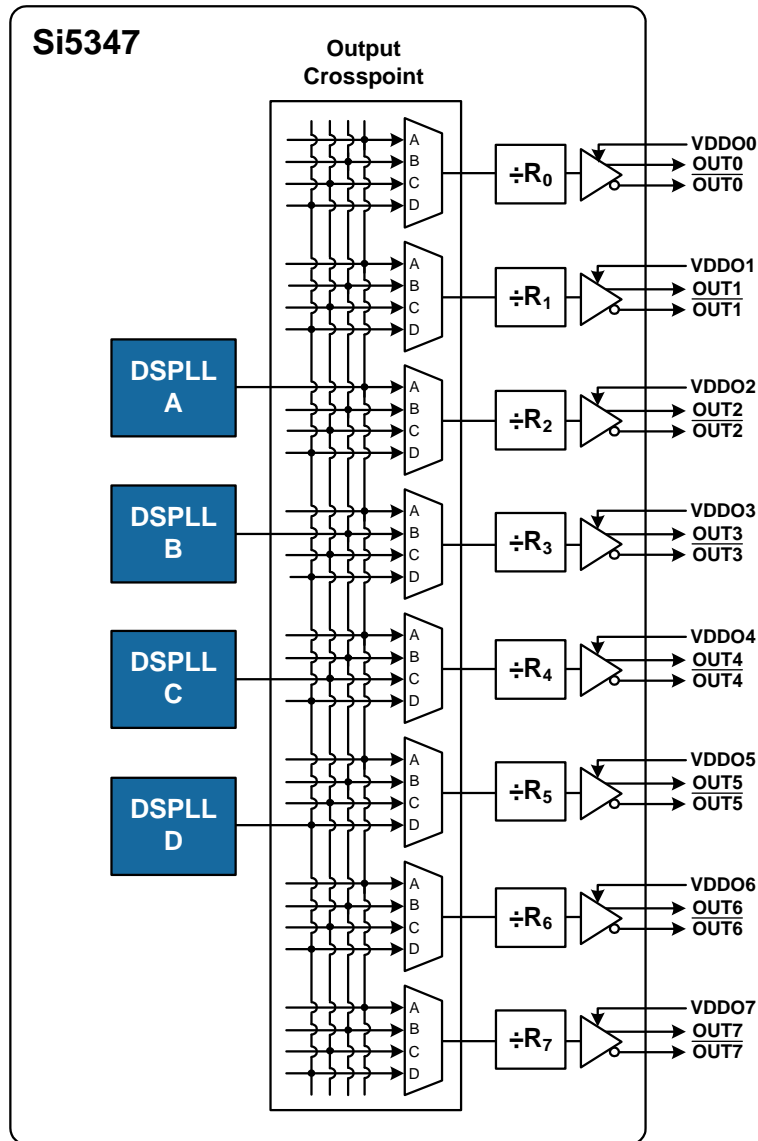 Si5347
Output
Crosspoint
A
B
C
D
÷R0
VDDO0
OUT0
OUT0
A
B
C
D
÷R1
VDDO1
OUT1
OUT1
DSPLL
A
A
B
C
D
÷R2
VDDO2
OUT2
OUT2
DSPLL
B
A
B
C
D
÷R3
VDDO3
OUT3
OUT3
DSPLL
C
A
B
C
D
÷R4
VDDO4
OUT4
OUT4
DSPLL
D
A
B
C
D
÷R5
VDDO5
OUT5
OUT5
A
B
C
D
÷R6
VDDO6
OUT6
OUT6
A
B
C
D
÷R7
VDDO7
OUT7
OUT7